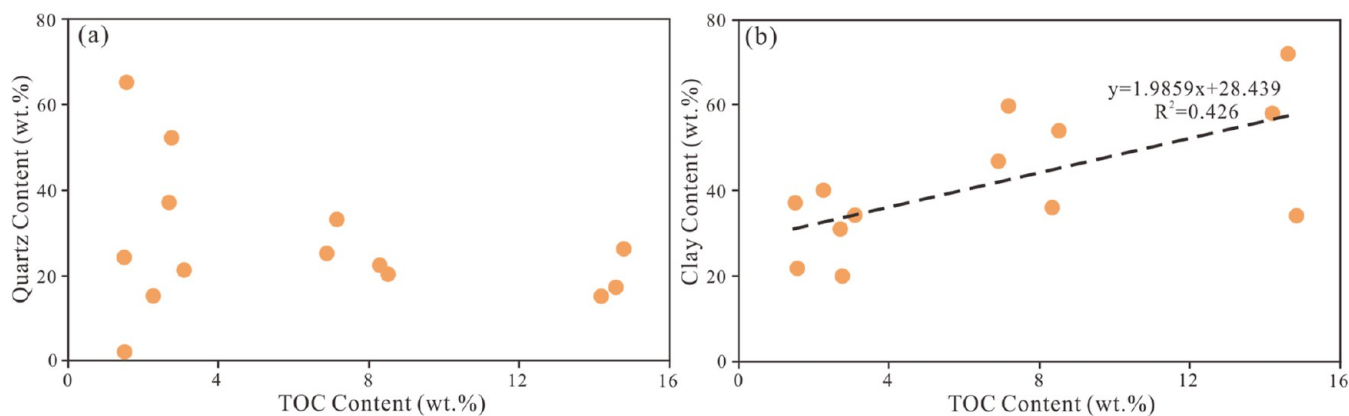 (a)
Quartz Content (wt.%)
80
60
40
20
0
0 4 8 12 16
TOC Content (wt.%)
(b)
Clay Content (wt.%)
80
60
40
20
0
y=1.9859x+28.439
R²=0.426
0 4 8 12 16
TOC Content (wt.%)